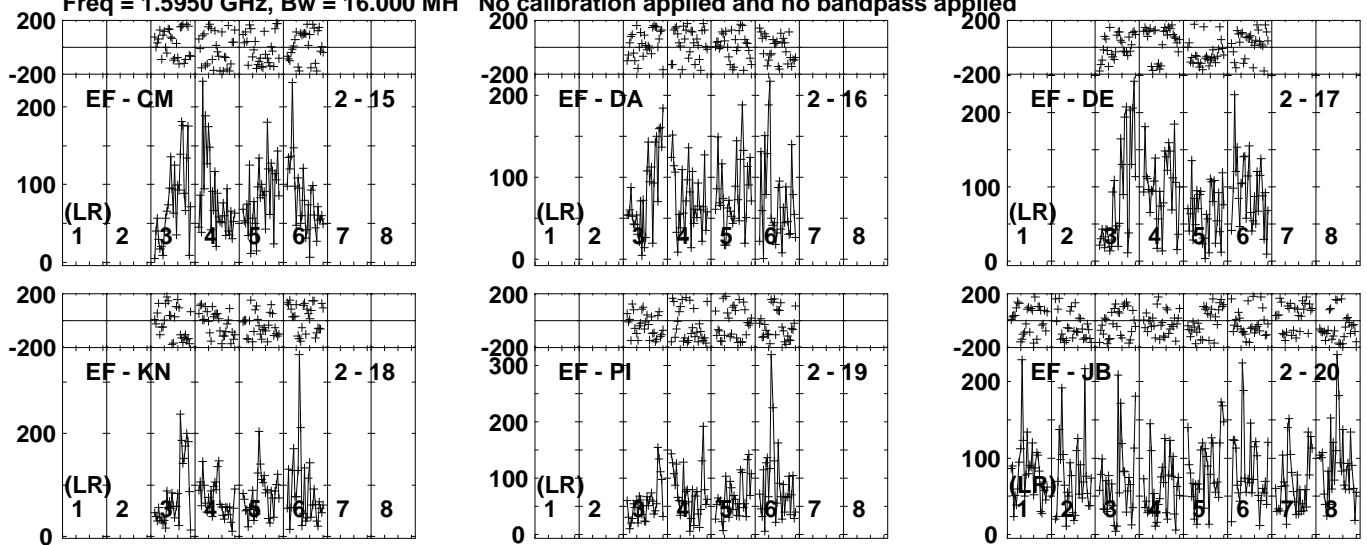 Freq = 1.5950 GHz, Bw = 16.000 MH No calibration applied and no bandpass applied
200
-200
200
100
0
EF - CM 2 - 15
(LR)
1 2 3 4 5 6 7 8
200
-200
200
100
0
EF - DA 2 - 16
(LR)
1 2 3 4 5 6 7 8
200
-200
200
100
0
EF - DE 2 - 17
(LR)
1 2 3 4 5 6 7 8
200
-200
200
0
EF - KN 2 - 18
(LR)
1 2 3 4 5 6 7 8
200
-200
300
200
100
0
EF - PI 2 - 19
(LR)
1 2 3 4 5 6 7 8
200
-200
200
100
0
EF - JB 2 - 20
(LR)
1 2 3 4 5 6 7 8